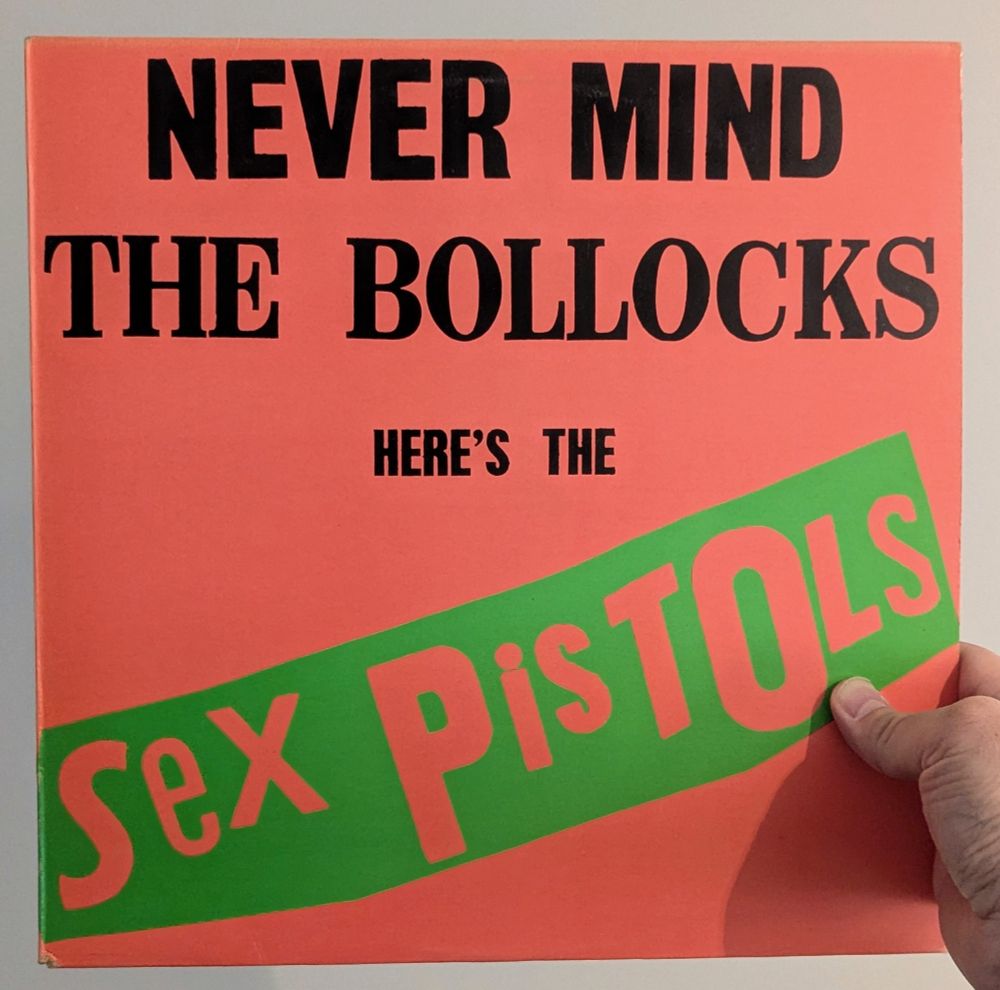 NEVER MIND
THE BOLLOCKS
HERE'S THE
Sex PisTOLS